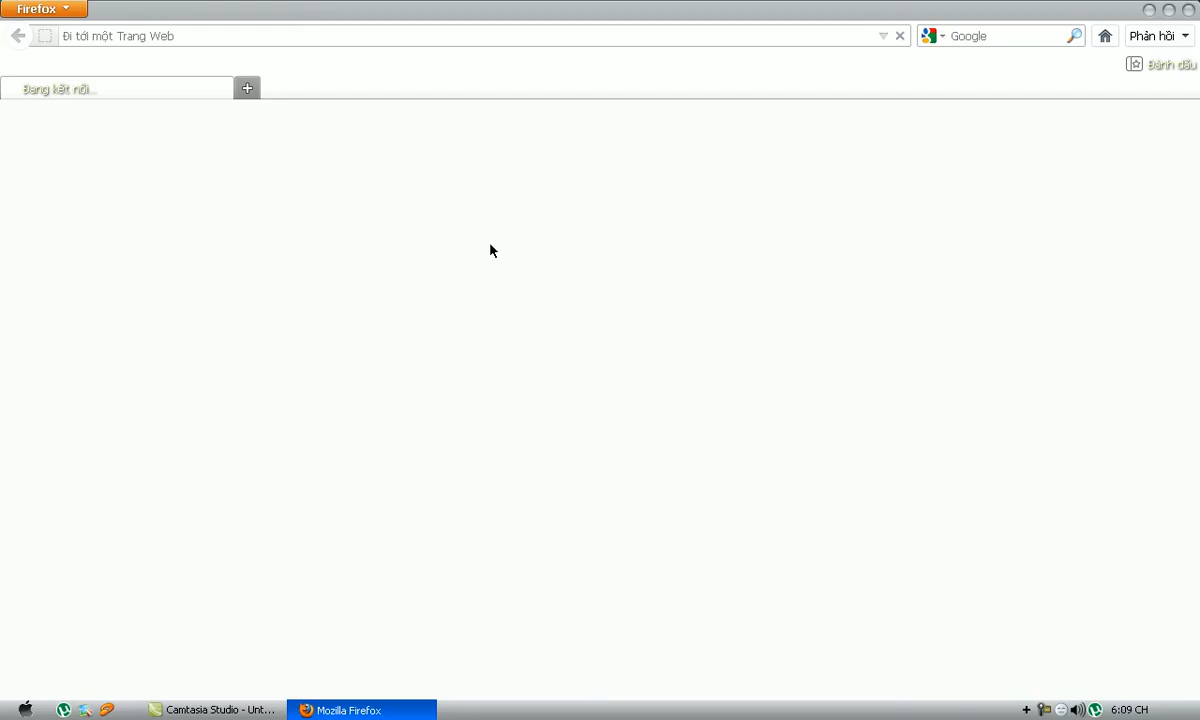 Firefox
Đi tới một Trang Web
Google
Phản hồi
Đánh dấu
Đang kết nối...
Camtasia Studio - Unt...
Mozilla Firefox
6:09 CH